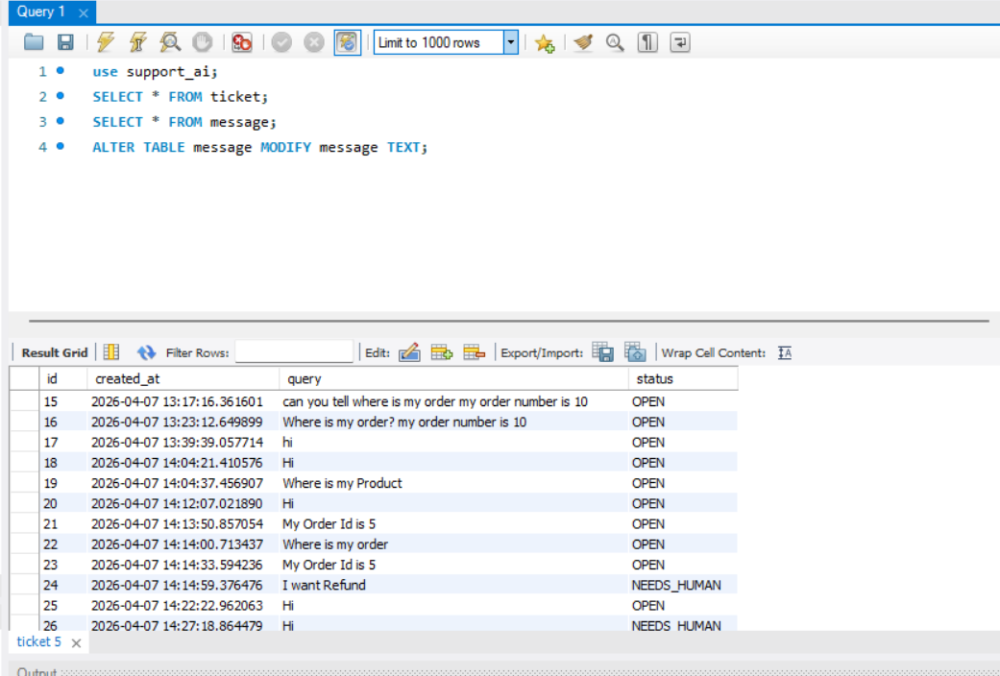 Query 1
Limit to 1000 rows
1 use support_ai;
2 SELECT * FROM ticket;
3 SELECT * FROM message;
4 ALTER TABLE message MODIFY message TEXT;
Result Grid Filter Rows: Edit: Export/Import: Wrap Cell Content:
id created_at query status
15 2026-04-07 13:17:16.361601 can you tell where is my order my order number is 10 OPEN
16 2026-04-07 13:23:12.649899 Where is my order? my order number is 10 OPEN
17 2026-04-07 13:39:39.057714 hi OPEN
18 2026-04-07 14:04:21.410576 Hi OPEN
19 2026-04-07 14:04:37.456907 Where is my Product OPEN
20 2026-04-07 14:12:07.021890 Hi OPEN
21 2026-04-07 14:13:50.857054 My Order Id is 5 OPEN
22 2026-04-07 14:14:00.713437 Where is my order OPEN
23 2026-04-07 14:14:33.594236 My Order Id is 5 OPEN
24 2026-04-07 14:14:59.376476 I want Refund NEEDS_HUMAN
25 2026-04-07 14:22:22.962063 Hi OPEN
26 2026-04-07 14:27:18.864479 Hi NEEDS_HUMAN
ticket 5
Output